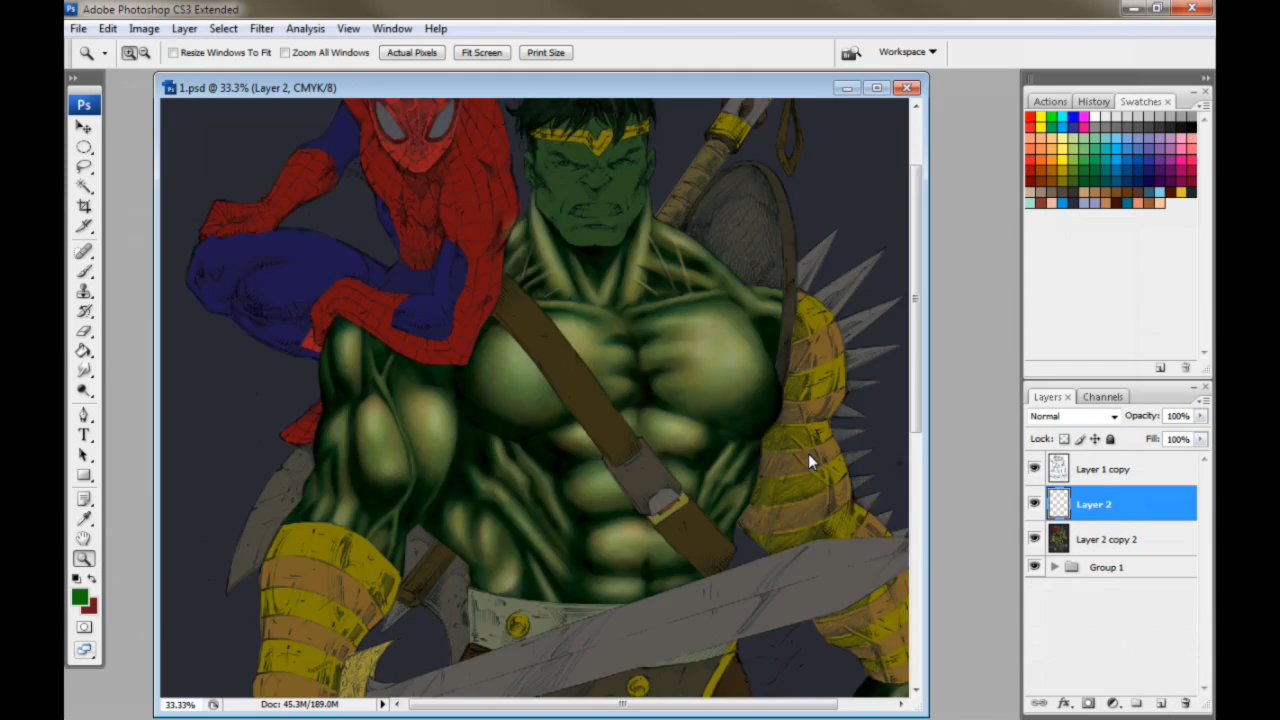 Ps Adobe Photoshop CS3 Extended
File Edit Image Layer Select Filter Analysis View Window Help
Resize Windows To Fit Zoom All Windows Actual Pixels Fit Screen Print Size Workspace
1.psd @ 33.3% (Layer 2, CMYK/8)
Ps
T
Actions History Swatches
Layers Channels
Normal Opacity: 100%
Lock: Fill: 100%
Layer 1 copy
Layer 2
Layer 2 copy 2
Group 1
33.33% Doc: 45.3M/189.0M